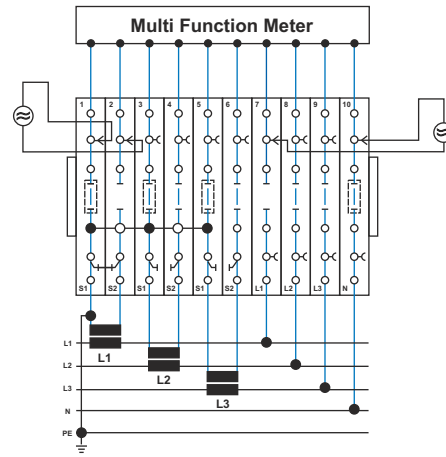 Multi Function Meter
1 2 3 4 5 6 7 8 9 10
S1 S2 S1 S2 S1 S2 L1 L2 L3 N
L1
L1
L2
L2
L3
L3
N
PE